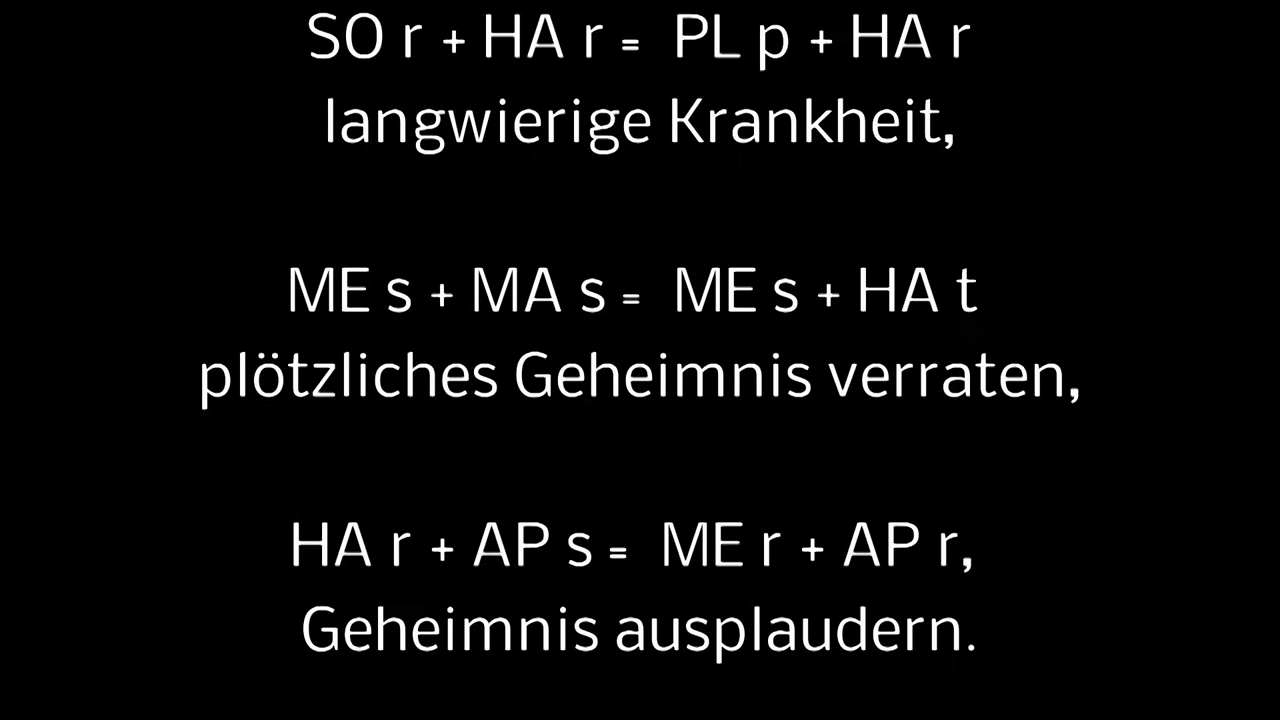 SO r + HA r = PL p + HA r
langwierige Krankheit,
ME s + MA s = ME s + HA t
plötzliches Geheimnis verraten,
HA r + AP s = ME r + AP r,
Geheimnis ausplaudern.